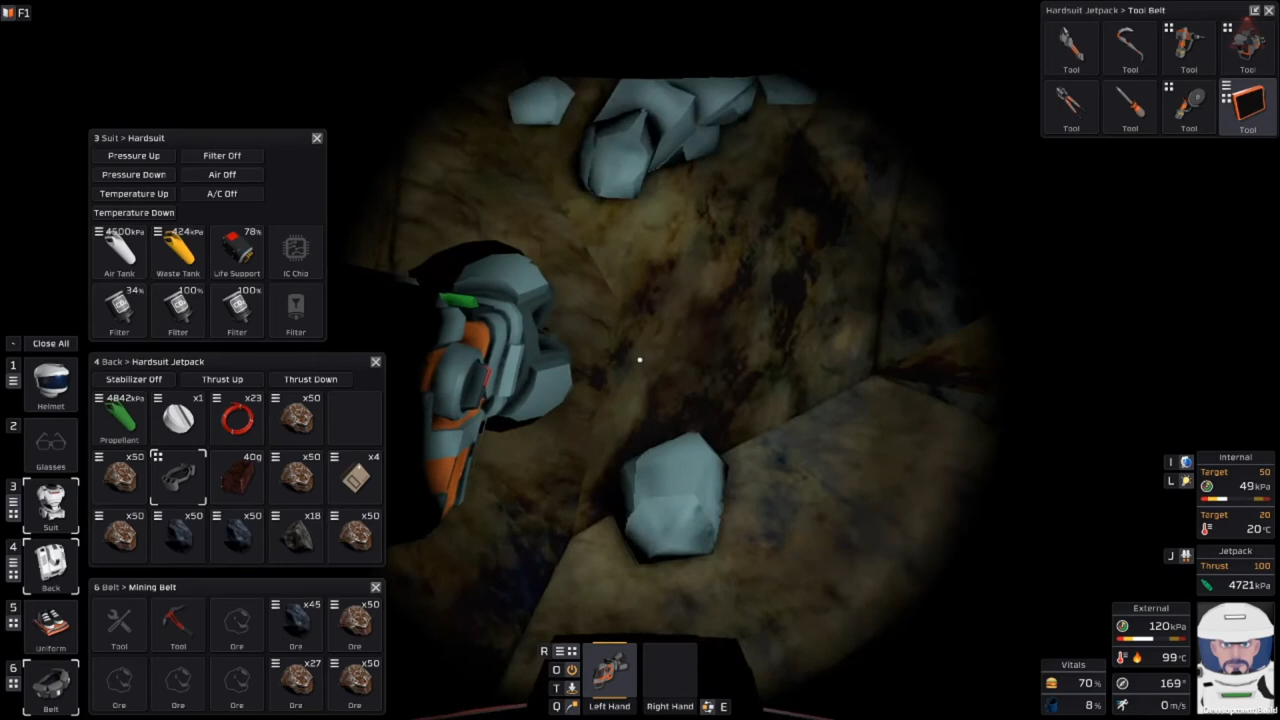 F1
Hardsuit Jetpack > Tool Belt
Tool Tool Tool Tool
Tool Tool Tool Tool
3 Suit > Hardsuit
Pressure Up Filter Off
Pressure Down Air Off
Temperature Up A/C Off
Temperature Down
4500kPa 424kPa 78%
Air Tank Waste Tank Life Support IC Chip
34% 100% 100%
Filter Filter Filter Filter
~ Close All
1 Helmet
2 Glasses
3 Suit
4 Back
5 Uniform
6 Belt
4 Back > Hardsuit Jetpack
Stabilizer Off Thrust Up Thrust Down
4842kPa x1 x23 x50
Propellant
x50 40g x50 x4
x50 x50 x50 x18 x50
6 Belt > Mining Belt
x45 x50
Tool Tool Ore Ore Ore
x27 x50
Ore Ore Ore Ore Ore
R
O
T
Q Left Hand Right Hand E
I Internal
Target 50
L 49kPa
Target 20
20°C
Jetpack
J Thrust 100
4721kPa
External
120kPa
99°C
169°
0m/s
Vitals
70%
8%
Development Build